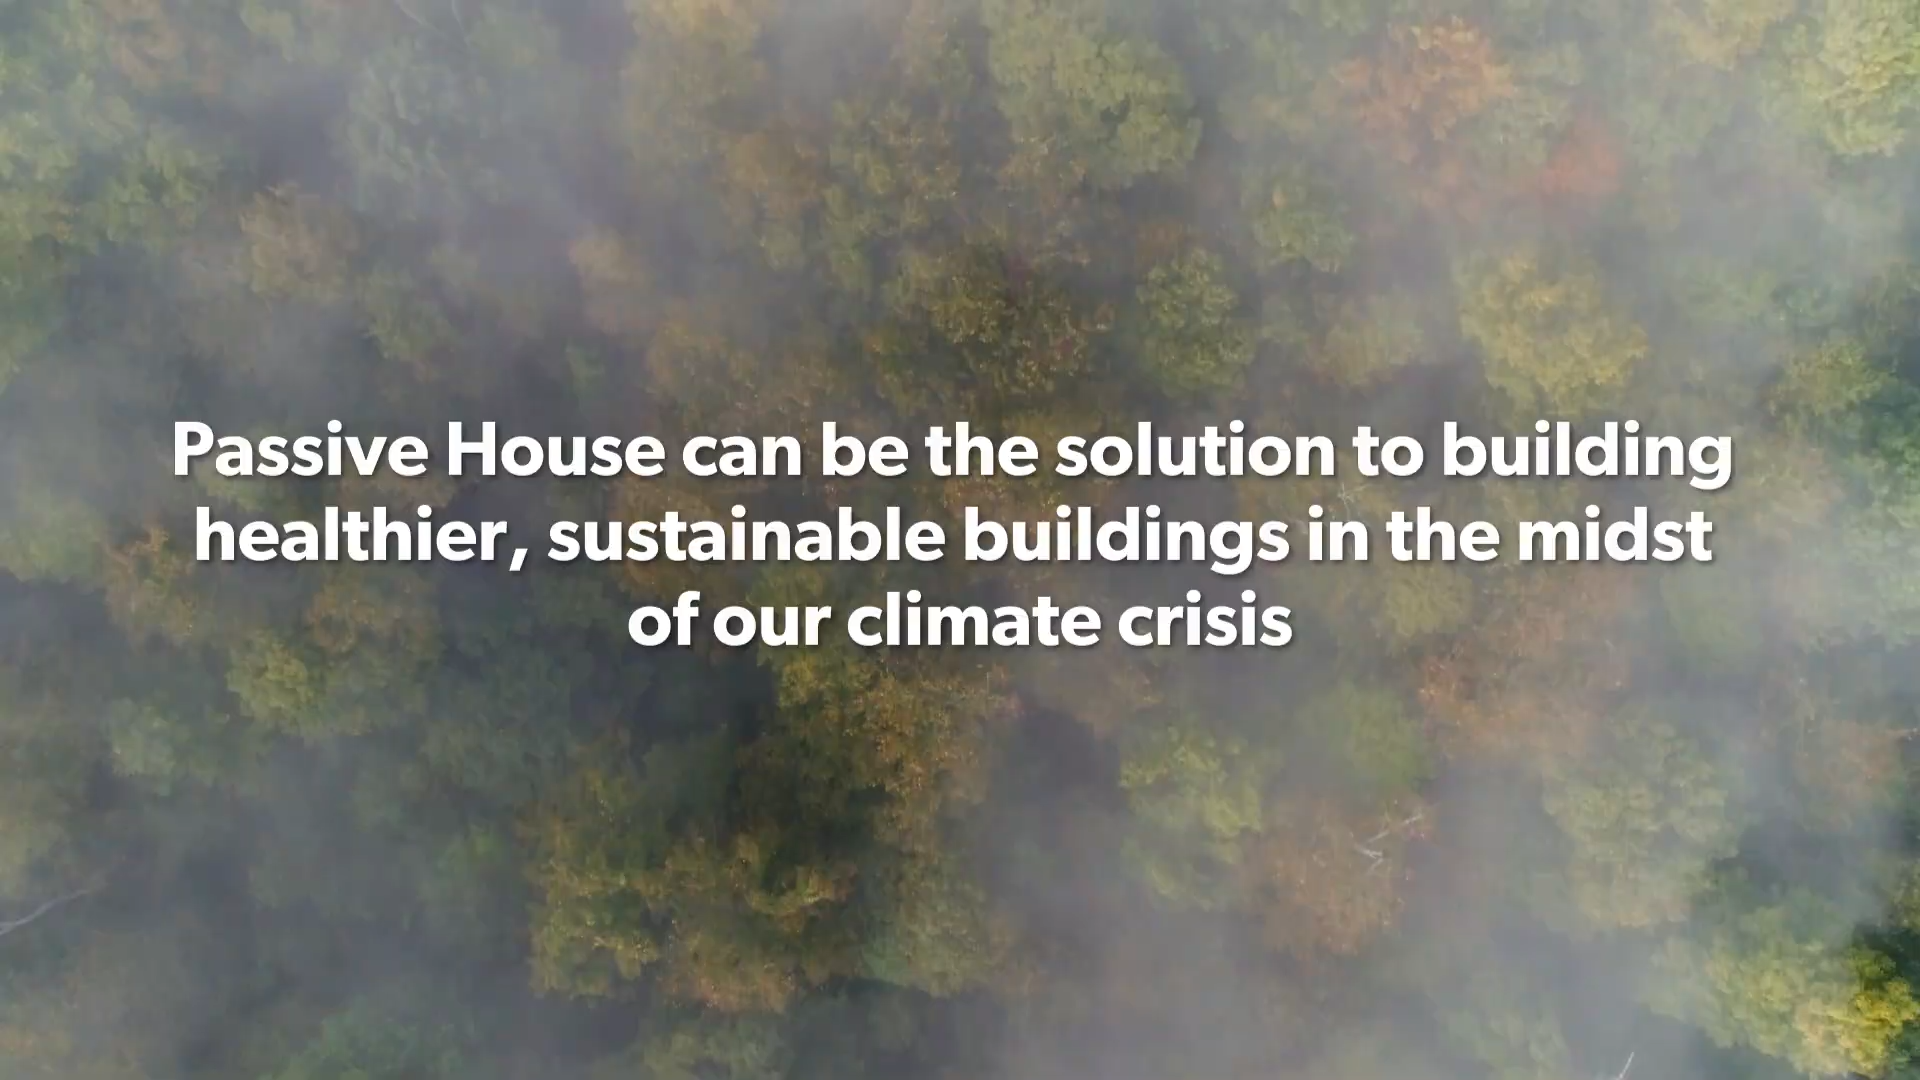 Passive House can be the solution to building
healthier, sustainable buildings in the midst
of our climate crisis